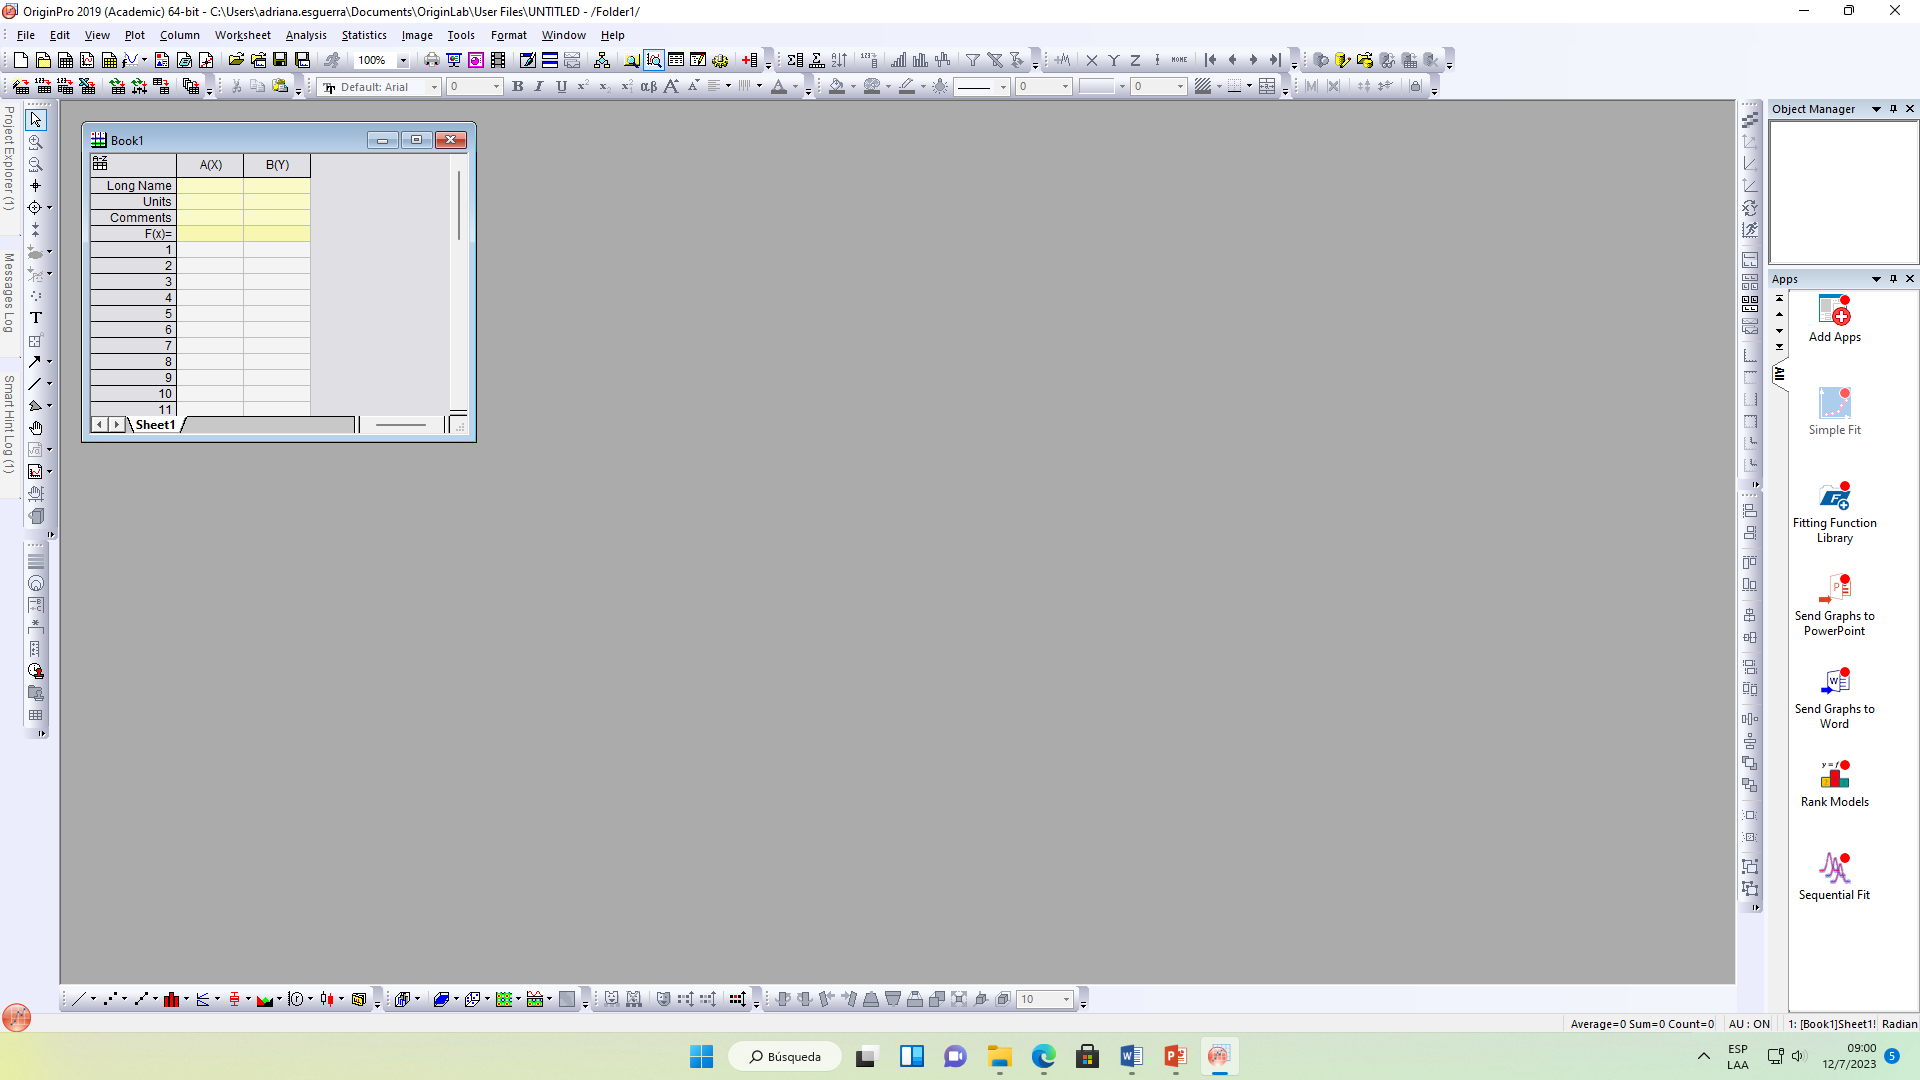 OriginPro 2019 (Academic) 64-bit - C:\Users\adriana.esguerra\Documents\OriginLab\User Files\UNTITLED - /Folder1/
File Edit View Plot Column Worksheet Analysis Statistics Image Tools Format Window Help
100%
HOME
Default: Arial 0 B I U αβ A A A 0 0
Project Explorer (1)
Messages Log
Smart Hint Log (1)
Book1
A(X) B(Y)
Long Name
Units
Comments
F(x)=
1
2
3
4
5
6
7
8
9
10
11
Sheet1
Object Manager
Apps
All
Add Apps
Simple Fit
Fitting Function
Library
Send Graphs to
PowerPoint
Send Graphs to
Word
Rank Models
Sequential Fit
10
Average=0 Sum=0 Count=0 AU : ON 1: [Book1]Sheet1! Radian
Búsqueda
ESP
LAA
09:00
12/7/2023
5